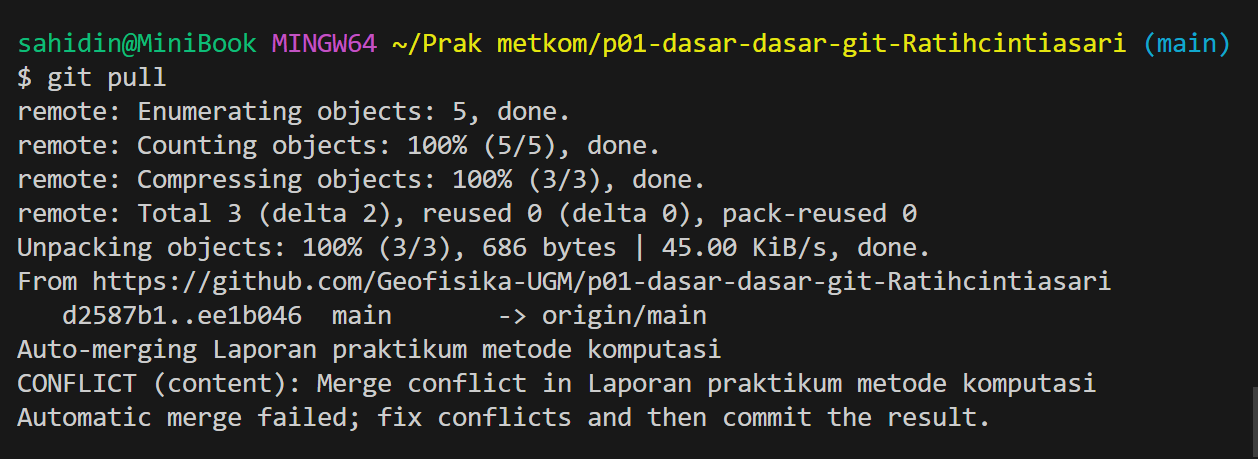 sahidin@MiniBook MINGW64 ~/Prak metkom/p01-dasar-dasar-git-Ratihcintiasari (main)
$ git pull
remote: Enumerating objects: 5, done.
remote: Counting objects: 100% (5/5), done.
remote: Compressing objects: 100% (3/3), done.
remote: Total 3 (delta 2), reused 0 (delta 0), pack-reused 0
Unpacking objects: 100% (3/3), 686 bytes | 45.00 KiB/s, done.
From https://github.com/Geofisika-UGM/p01-dasar-dasar-git-Ratihcintiasari
   d2587b1..ee1b046  main       -> origin/main
Auto-merging Laporan praktikum metode komputasi
CONFLICT (content): Merge conflict in Laporan praktikum metode komputasi
Automatic merge failed; fix conflicts and then commit the result.